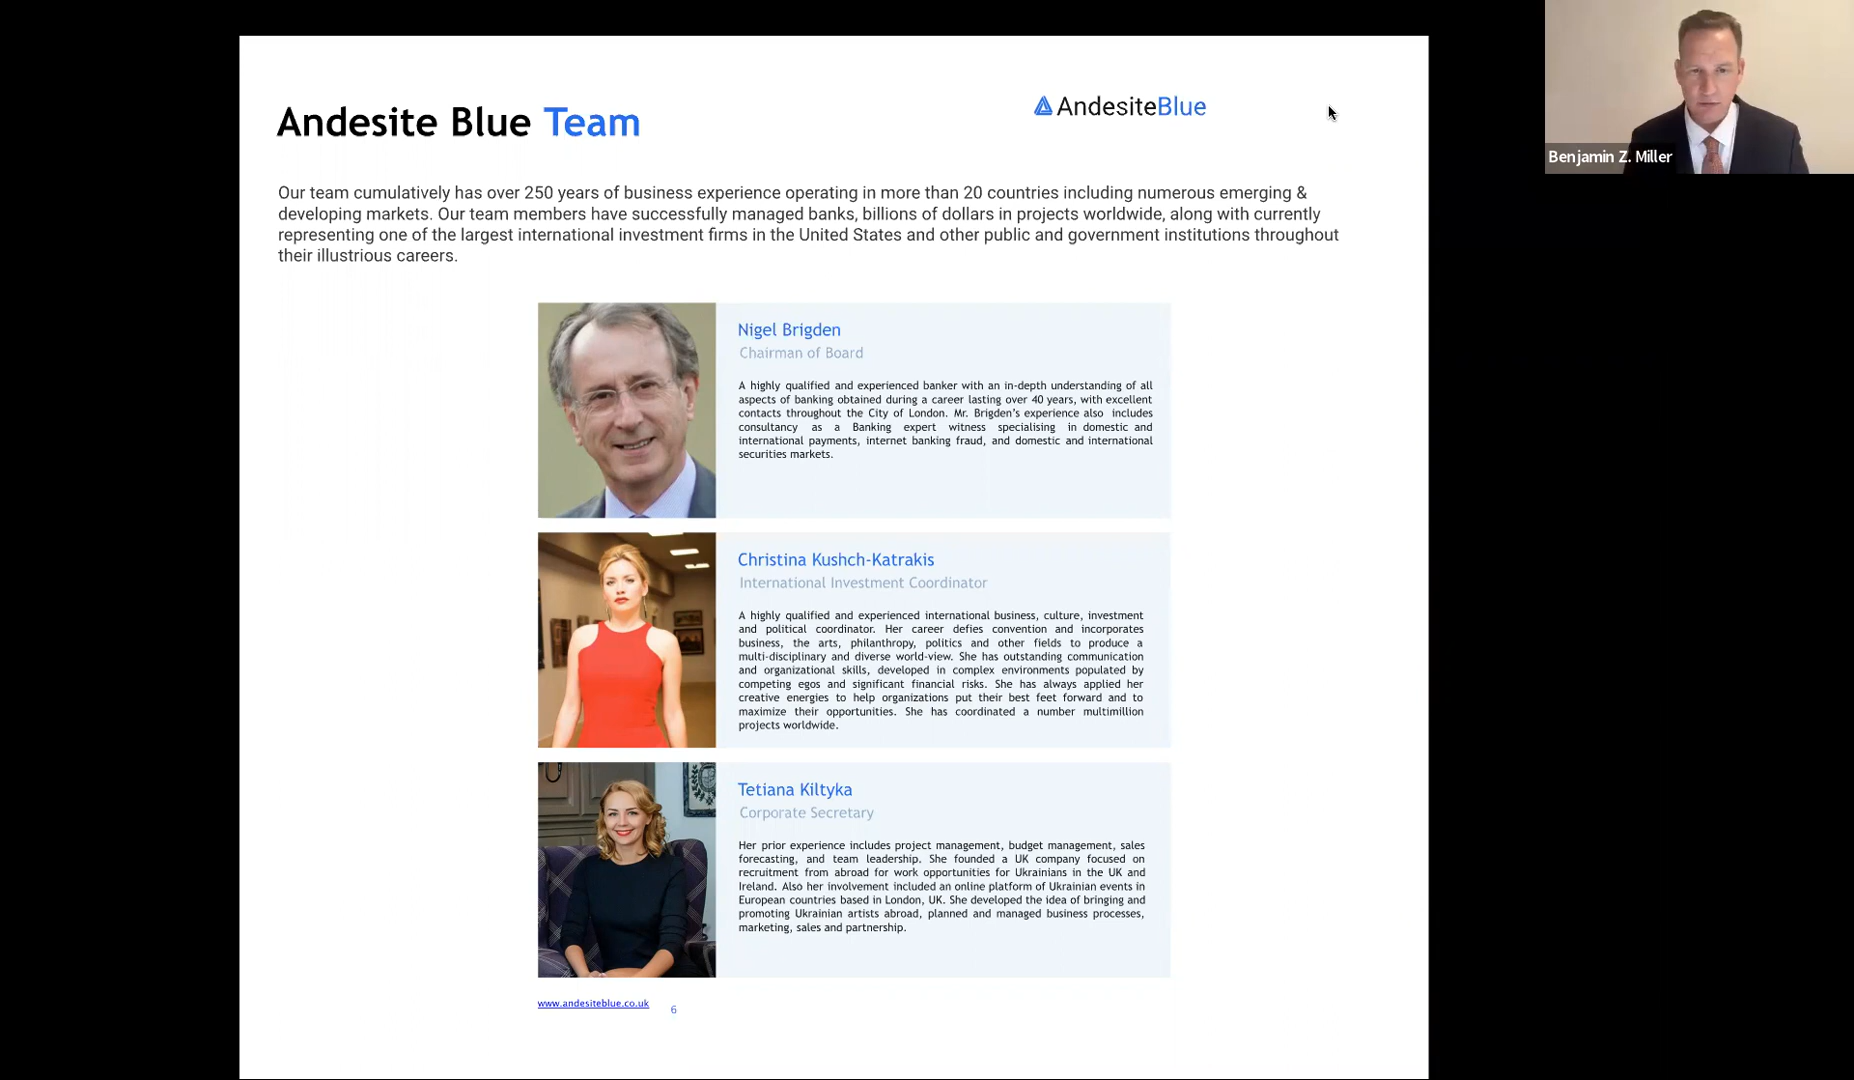 Andesite Blue Team
AndesiteBlue
Benjamin Z. Miller
Our team cumulatively has over 250 years of business experience operating in more than 20 countries including numerous emerging &
developing markets. Our team members have successfully managed banks, billions of dollars in projects worldwide, along with currently
representing one of the largest international investment firms in the United States and other public and government institutions throughout
their illustrious careers.
Nigel Brigden
Chairman of Board
A highly qualified and experienced banker with an in-depth understanding of all
aspects of banking obtained during a career lasting over 40 years, with excellent
contacts throughout the City of London. Mr. Brigden's experience also includes
consultancy as a Banking expert witness specialising in domestic and
international payments, internet banking fraud, and domestic and international
securities markets.
Christina Kushch-Katrakis
International Investment Coordinator
A highly qualified and experienced international business, culture, investment
and political coordinator. Her career defies convention and incorporates
business, the arts, philanthropy, politics and other fields to produce a
multi-disciplinary and diverse world-view. She has outstanding communication
and organizational skills, developed in complex environments populated by
competing egos and significant financial risks. She has always applied her
creative energies to help organizations put their best feet forward and to
maximize their opportunities. She has coordinated a number multimillion
projects worldwide.
Tetiana Kiltyka
Corporate Secretary
Her prior experience includes project management, budget management, sales
forecasting, and team leadership. She founded a UK company focused on
recruitment from abroad for work opportunities for Ukrainians in the UK and
Ireland. Also her involvement included an online platform of Ukrainian events in
European countries based in London, UK. She developed the idea of bringing and
promoting Ukrainian artists abroad, planned and managed business processes,
marketing, sales and partnership.
www.andesiteblue.co.uk
6